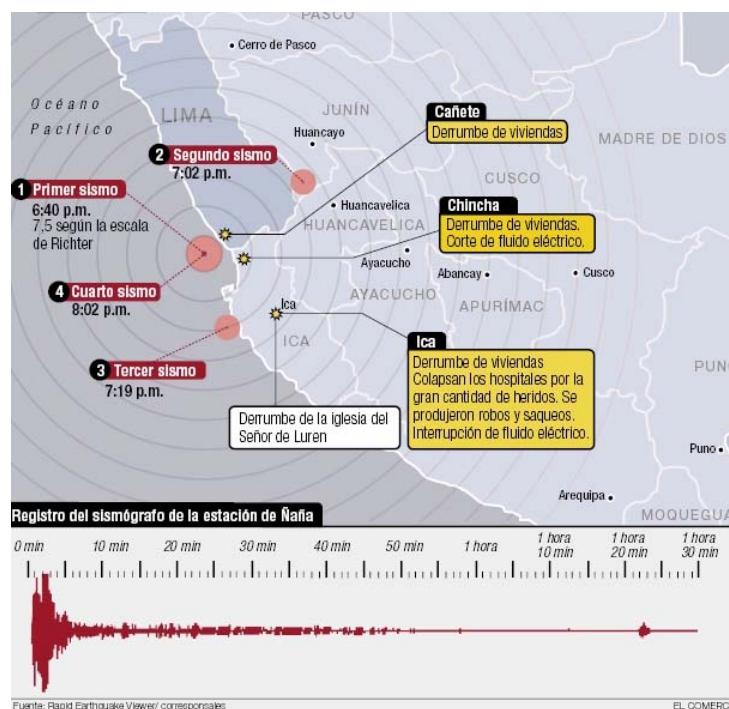 PASCO
Cerro de Pasco
Océano
Pacífico
LIMA
JUNÍN
Huancayo
Cañete
Derrumbe de viviendas
MADRE DE DIOS
2 Segundo sismo
7:02 p.m.
CUSCO
1 Primer sismo
6:40 p.m.
7,5 según la escala
de Richter
Huancavelica
HUANCAVELICA
Chincha
Derrumbe de viviendas.
Corte de fluido eléctrico.
Ayacucho
Abancay
Cusco
4 Cuarto sismo
8:02 p.m.
AYACUCHO
APURÍMAC
Ica
ICA
3 Tercer sismo
7:19 p.m.
Ica
Derrumbe de viviendas
Colapsan los hospitales por la
gran cantidad de heridos. Se
produjeron robos y saqueos.
Interrupción de fluido eléctrico.
PUN
Derrumbe de la iglesia del
Señor de Luren
Puno
Arequipa
MOQUEGUA
Registro del sismógrafo de la estación de Ñaña
0 min 10 min 20 min 30 min 40 min 50 min 1 hora 1 hora 10 min 1 hora 20 min 1 hora 30 min
Fuente: Rapid Earthquake Viewer/ corresponsales
EL COMERC